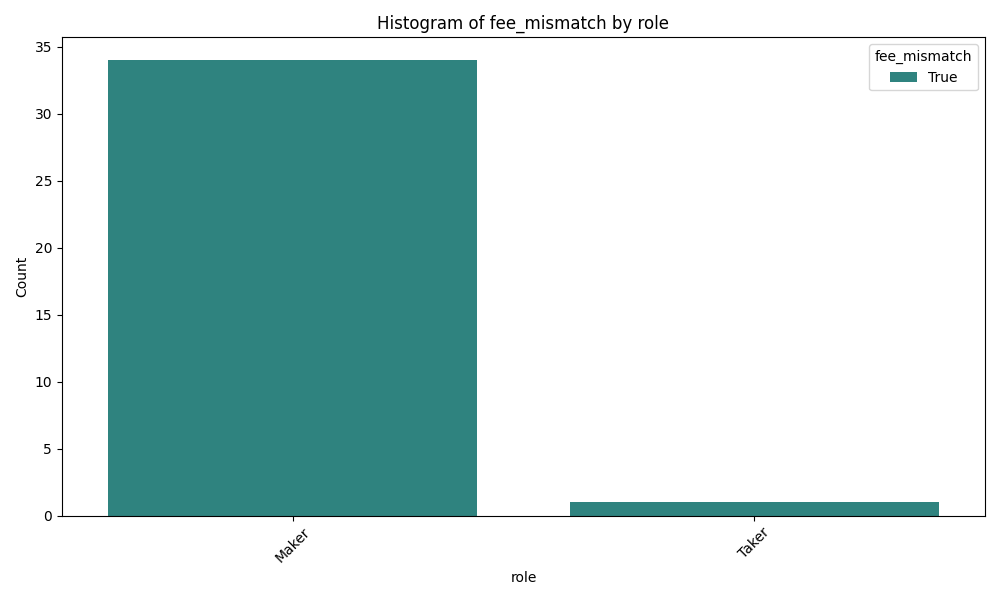 Histogram of fee_mismatch by role
35
30
25
20
15
10
5
0
Count
fee_mismatch
True
Maker
Taker
role